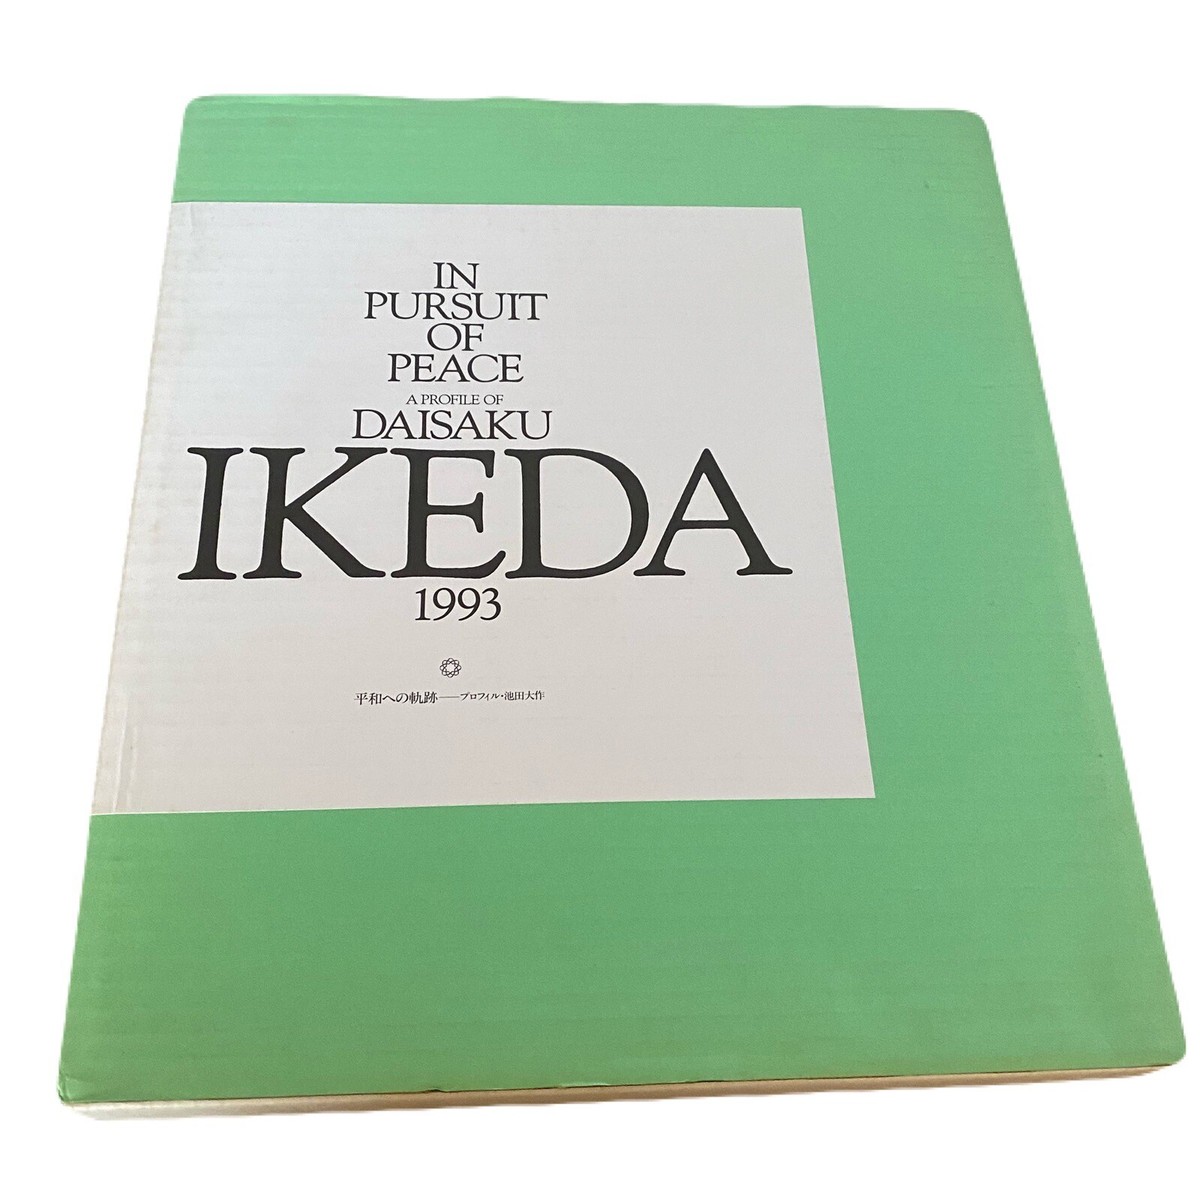 IN
PURSUIT
OF
PEACE
A PROFILE OF
DAISAKU
IKEDA
1993
平和への軌跡──プロフィル・池田大作